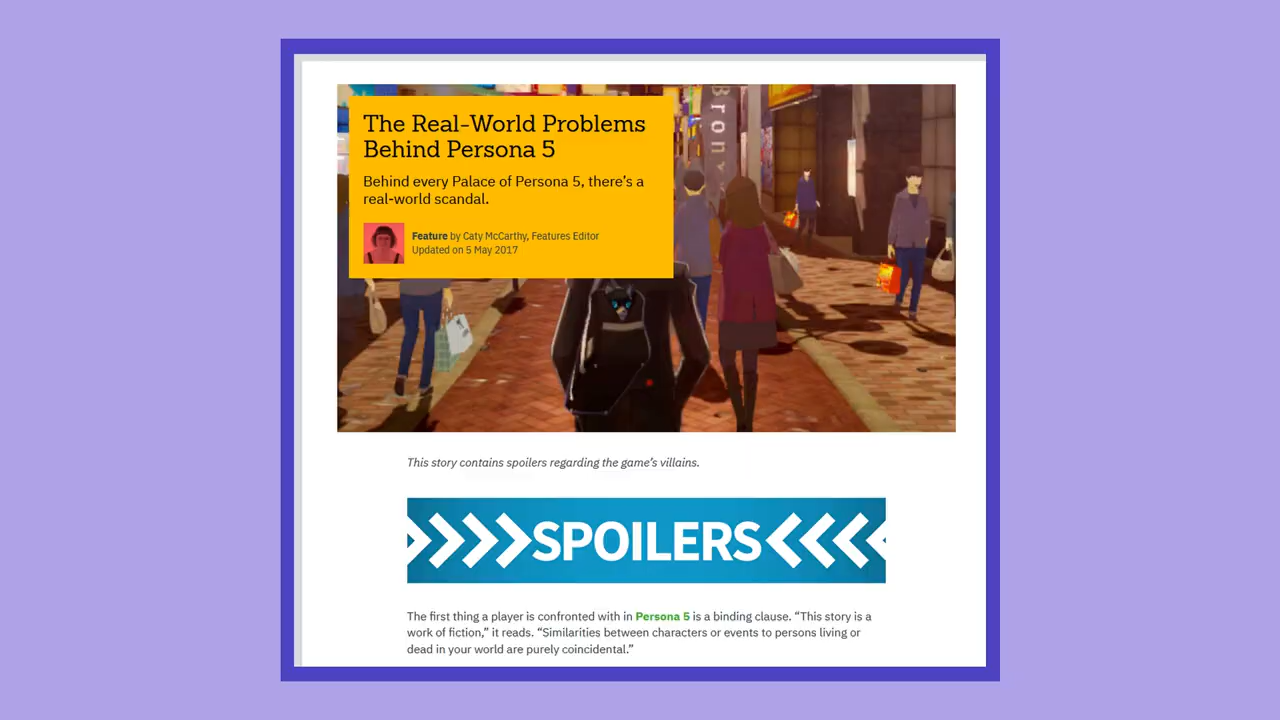 The Real-World Problems
Behind Persona 5
Behind every Palace of Persona 5, there's a
real-world scandal.
Feature by Caty McCarthy, Features Editor
Updated on 5 May 2017
Brony
This story contains spoilers regarding the game's villains.
SPOILERS
The first thing a player is confronted with in Persona 5 is a binding clause. “This story is a
work of fiction,” it reads. “Similarities between characters or events to persons living or
dead in your world are purely coincidental.”